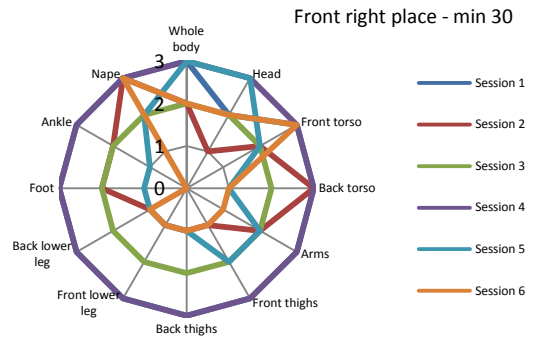 Front right place - min 30
Whole
body
Head
Front torso
Back torso
Arms
Front thighs
Back thighs
Front lower
leg
Back lower
leg
Foot
Ankle
Nape
3
2
1
0
Session 1
Session 2
Session 3
Session 4
Session 5
Session 6